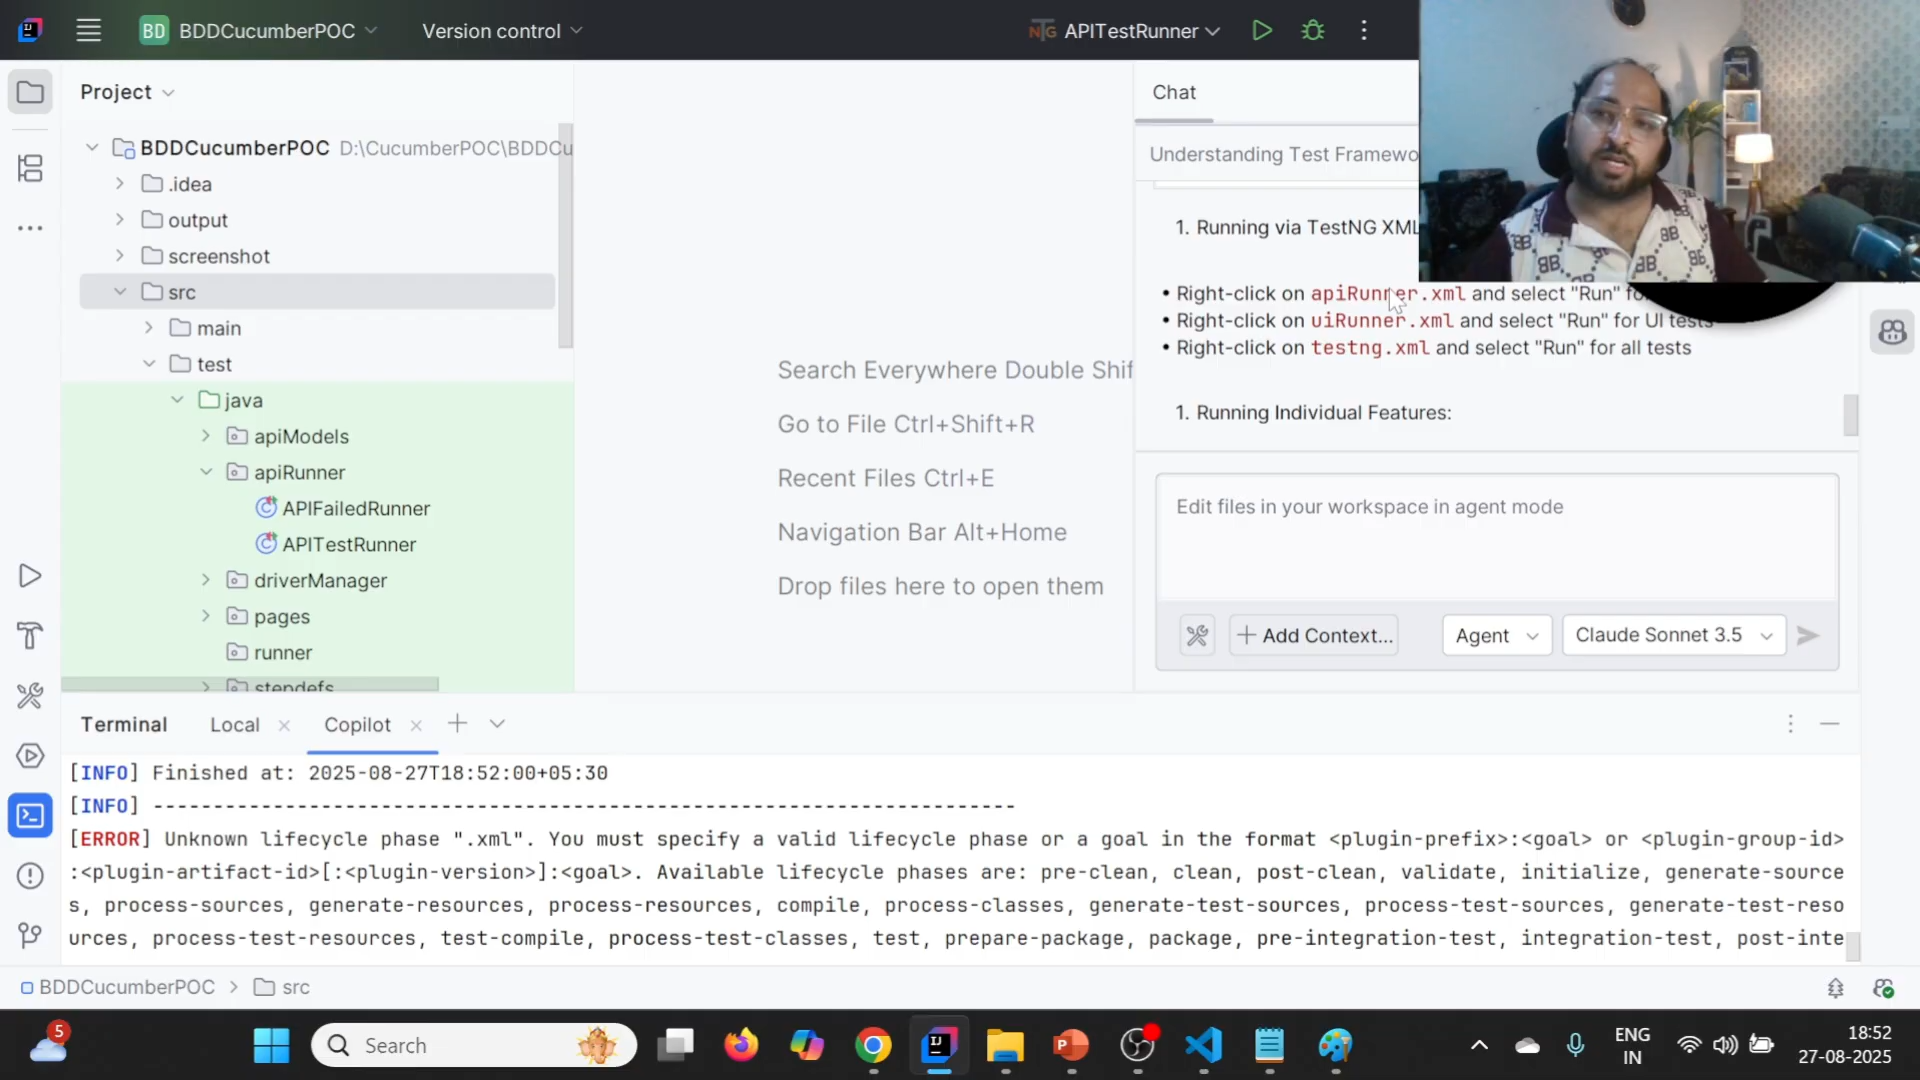 BD BDDCucumberPOC
Version control
APITestRunner
Project
BDDCucumberPOC D:\CucumberPOC\BDDCu
.idea
output
screenshot
src
main
test
java
apiModels
apiRunner
APIFailedRunner
APITestRunner
driverManager
pages
runner
stepdefs
Search Everywhere Double Shif
Go to File Ctrl+Shift+R
Recent Files Ctrl+E
Navigation Bar Alt+Home
Drop files here to open them
Chat
Understanding Test Framewo
1. Running via TestNG XML
• Right-click on apiRunner.xml and select "Run" fo
• Right-click on uiRunner.xml and select "Run" for UI tests
• Right-click on testng.xml and select "Run" for all tests
1. Running Individual Features:
Edit files in your workspace in agent mode
Add Context...
Agent
Claude Sonnet 3.5
Terminal Local Copilot
[INFO] Finished at: 2025-08-27T18:52:00+05:30
[INFO] ------------------------------------------------------------------------
[ERROR] Unknown lifecycle phase ".xml". You must specify a valid lifecycle phase or a goal in the format <plugin-prefix>:<goal> or <plugin-group-id>
:<plugin-artifact-id>[:<plugin-version>]:<goal>. Available lifecycle phases are: pre-clean, clean, post-clean, validate, initialize, generate-source
s, process-sources, generate-resources, process-resources, compile, process-classes, generate-test-sources, process-test-sources, generate-test-reso
urces, process-test-resources, test-compile, process-test-classes, test, prepare-package, package, pre-integration-test, integration-test, post-inte
BDDCucumberPOC > src
5
Search
ENG
IN
18:52
27-08-2025